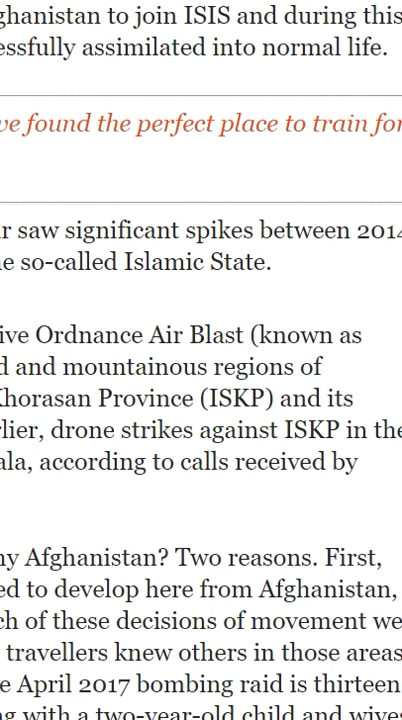 ghanistan to join ISIS and during this
essfully assimilated into normal life.
ve found the perfect place to train for
r saw significant spikes between 2014
e so-called Islamic State.
ive Ordnance Air Blast (known as
d and mountainous regions of
Khorasan Province (ISKP) and its
rlier, drone strikes against ISKP in the
ala, according to calls received by
ny Afghanistan? Two reasons. First,
ed to develop here from Afghanistan,
ch of these decisions of movement we
travellers knew others in those areas
e April 2017 bombing raid is thirteen
ng with a two-year-old child and wives